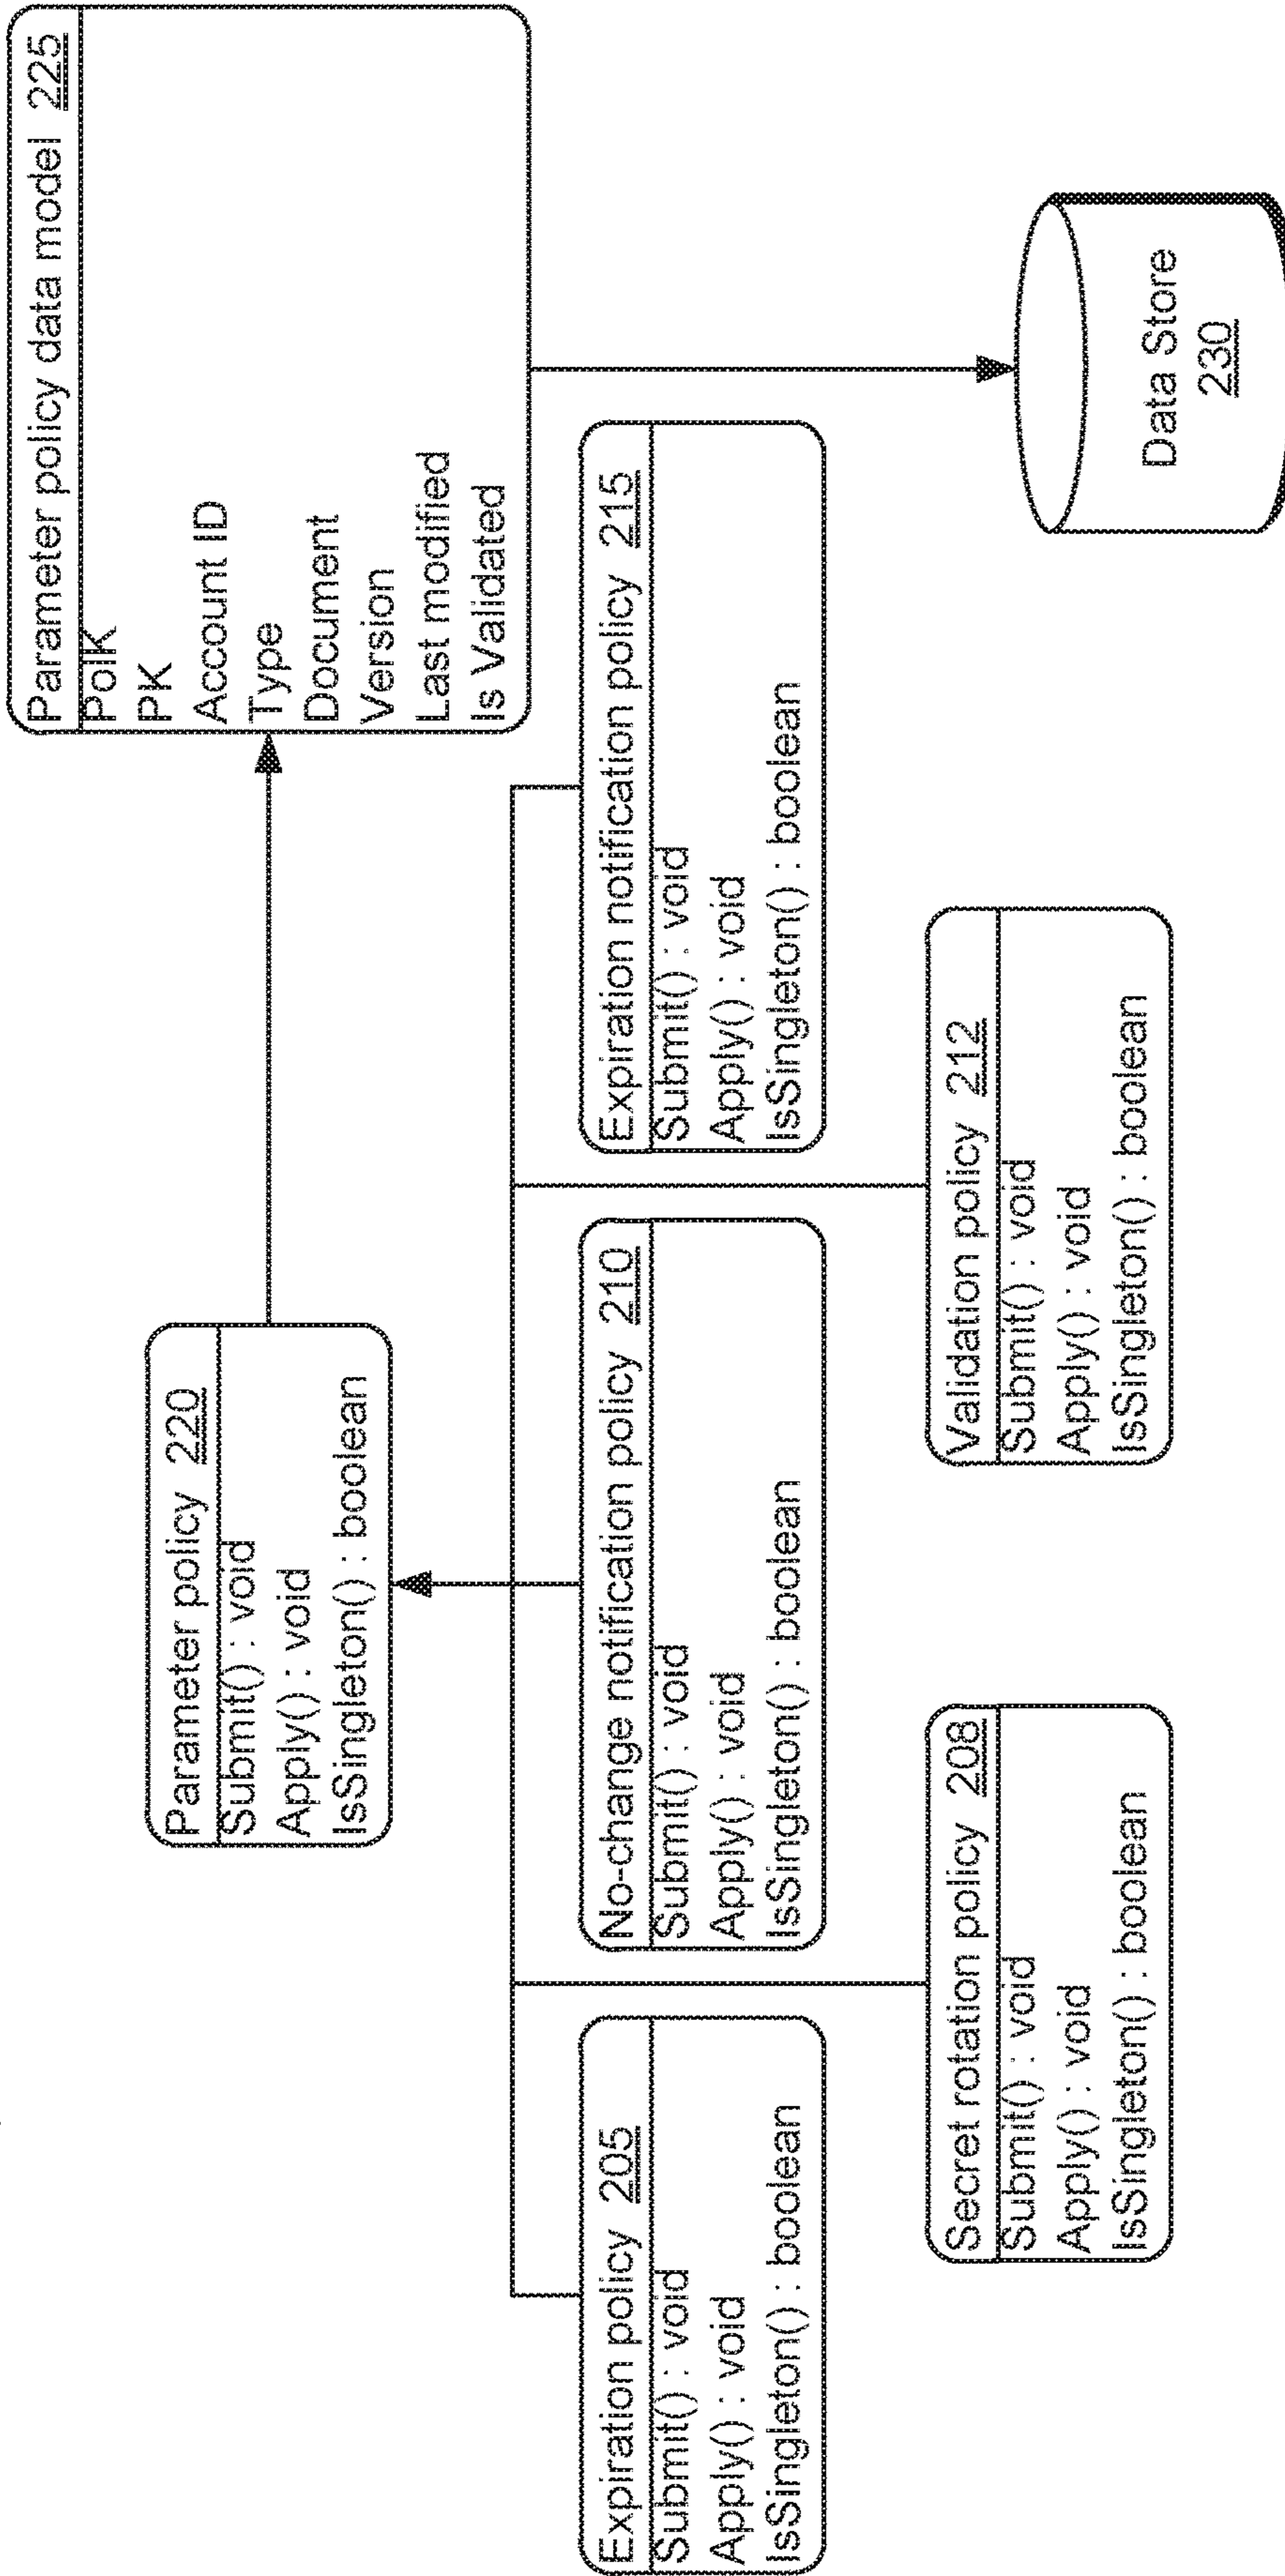 Parameter policy 220
Submit() : void
Apply() : void
IsSingleton() : boolean
Parameter policy data model 225
PolK
PK
Account ID
Type
Document
Version
Last modified
Is Validated
Expiration policy 205
Submit() : void
Apply() : void
IsSingleton() : boolean
No-change notification policy 210
Submit() : void
Apply() : void
IsSingleton() : boolean
Expiration notification policy 215
Submit() : void
Apply() : void
IsSingleton() : boolean
Secret rotation policy 208
Submit() : void
Apply() : void
IsSingleton() : boolean
Validation policy 212
Submit() : void
Apply() : void
IsSingleton() : boolean
Data Store
230